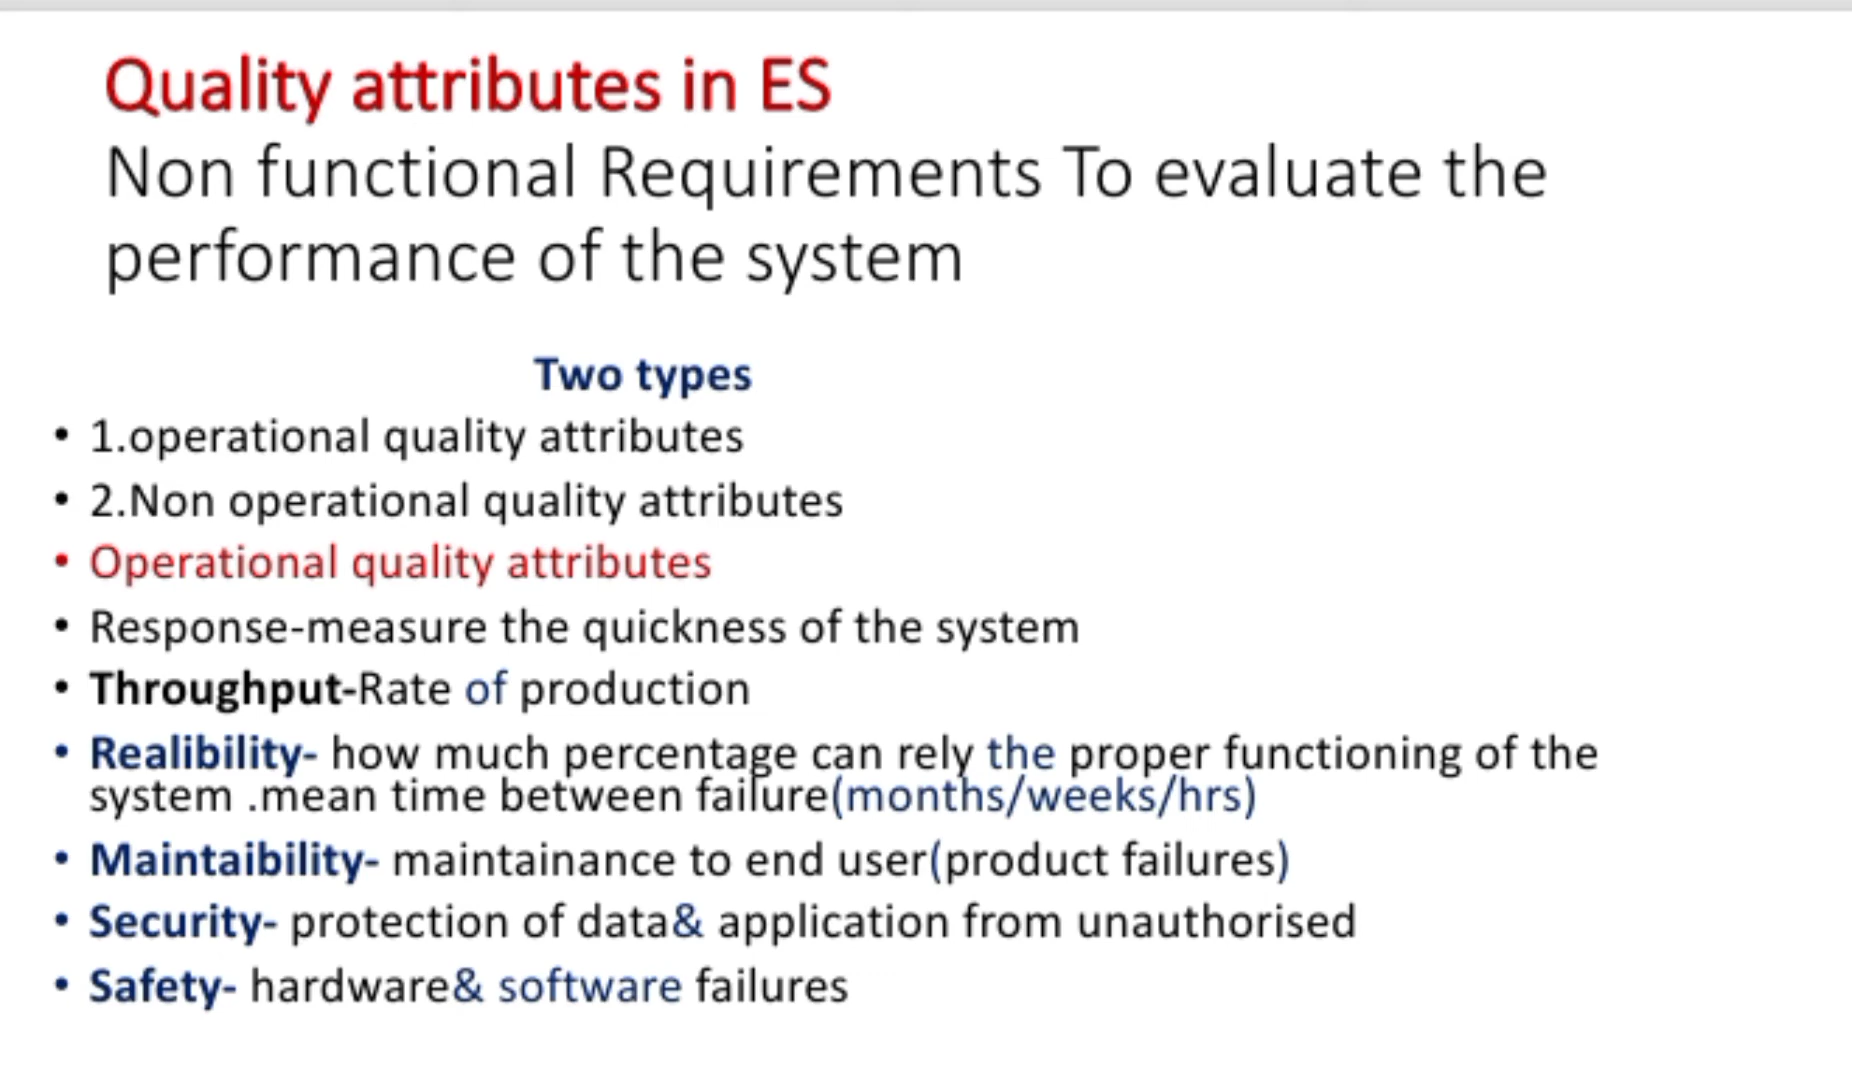 Quality attributes in ES
Non functional Requirements To evaluate the
performance of the system
Two types
• 1.operational quality attributes
• 2.Non operational quality attributes
• Operational quality attributes
• Response-measure the quickness of the system
• Throughput-Rate of production
• Realibility- how much percentage can rely the proper functioning of the
system .mean time between failure(months/weeks/hrs)
• Maintaibility- maintainance to end user(product failures)
• Security- protection of data& application from unauthorised
• Safety- hardware& software failures